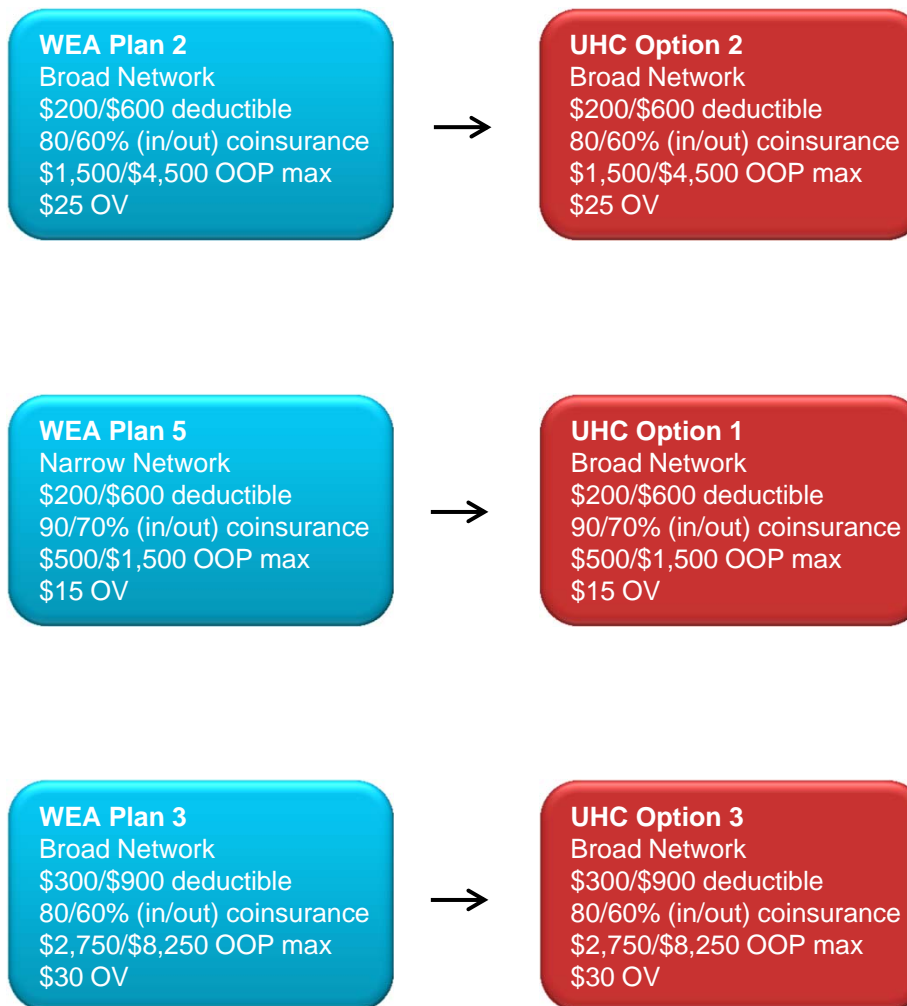 WEA Plan 2
Broad Network
$200/$600 deductible
80/60% (in/out) coinsurance
$1,500/$4,500 OOP max
$25 OV
UHC Option 2
Broad Network
$200/$600 deductible
80/60% (in/out) coinsurance
$1,500/$4,500 OOP max
$25 OV
WEA Plan 5
Narrow Network
$200/$600 deductible
90/70% (in/out) coinsurance
$500/$1,500 OOP max
$15 OV
UHC Option 1
Broad Network
$200/$600 deductible
90/70% (in/out) coinsurance
$500/$1,500 OOP max
$15 OV
WEA Plan 3
Broad Network
$300/$900 deductible
80/60% (in/out) coinsurance
$2,750/$8,250 OOP max
$30 OV
UHC Option 3
Broad Network
$300/$900 deductible
80/60% (in/out) coinsurance
$2,750/$8,250 OOP max
$30 OV